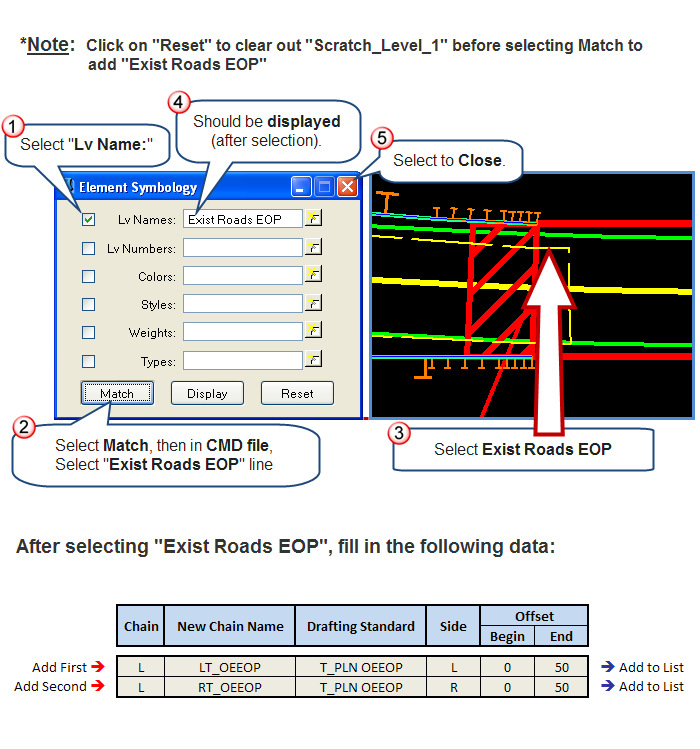 *Note: Click on "Reset" to clear out "Scratch_Level_1" before selecting Match to
add "Exist Roads EOP"
1
Select "Lv Name:"
4
Should be displayed
(after selection).
5
Select to Close.
Element Symbology
Lv Names: Exist Roads EOP
Lv Numbers:
Colors:
Styles:
Weights:
Types:
Match Display Reset
2
Select Match, then in CMD file,
Select "Exist Roads EOP" line
3
Select Exist Roads EOP
After selecting "Exist Roads EOP", fill in the following data:
Chain New Chain Name Drafting Standard Side Offset
Begin End
Add First L LT_OEEOP T_PLN OEEOP L 0 50 Add to List
Add Second L RT_OEEOP T_PLN OEEOP R 0 50 Add to List